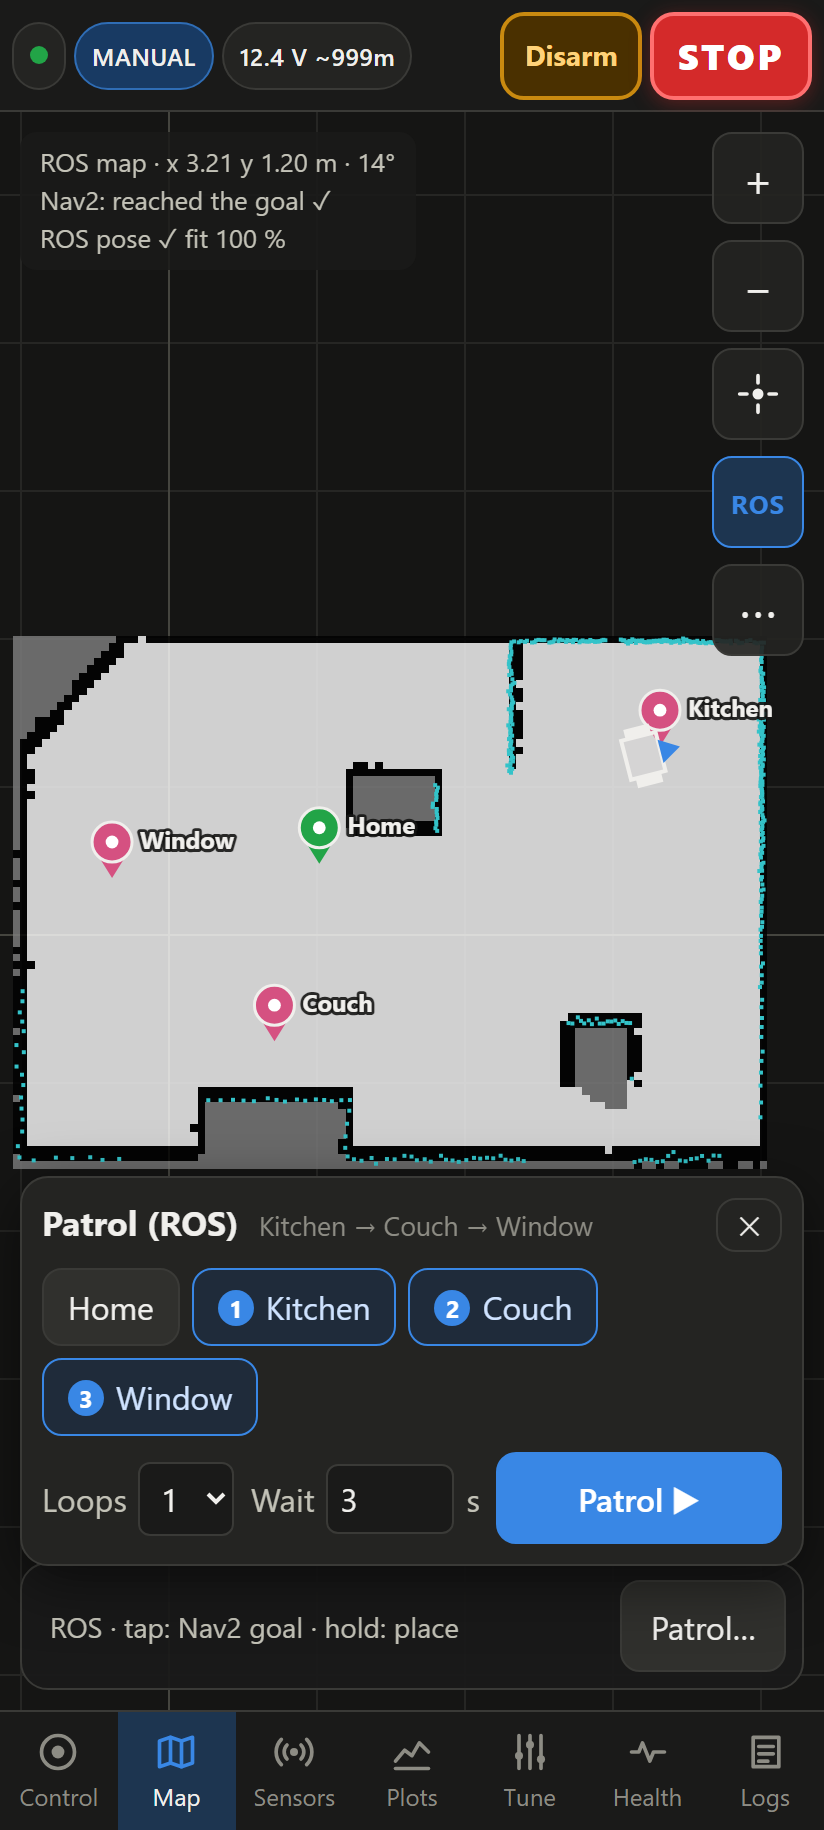 MANUAL
12.4 V ~999m
Disarm
STOP
ROS map · x 3.21 y 1.20 m · 14°
Nav2: reached the goal ✓
ROS pose ✓ fit 100 %
+
−
ROS
...
Kitchen
Home
Window
Couch
Patrol (ROS) Kitchen → Couch → Window
Home
1 Kitchen
2 Couch
3 Window
Loops 1 Wait 3 s
Patrol ▶
ROS · tap: Nav2 goal · hold: place
Patrol...
Control
Map
Sensors
Plots
Tune
Health
Logs